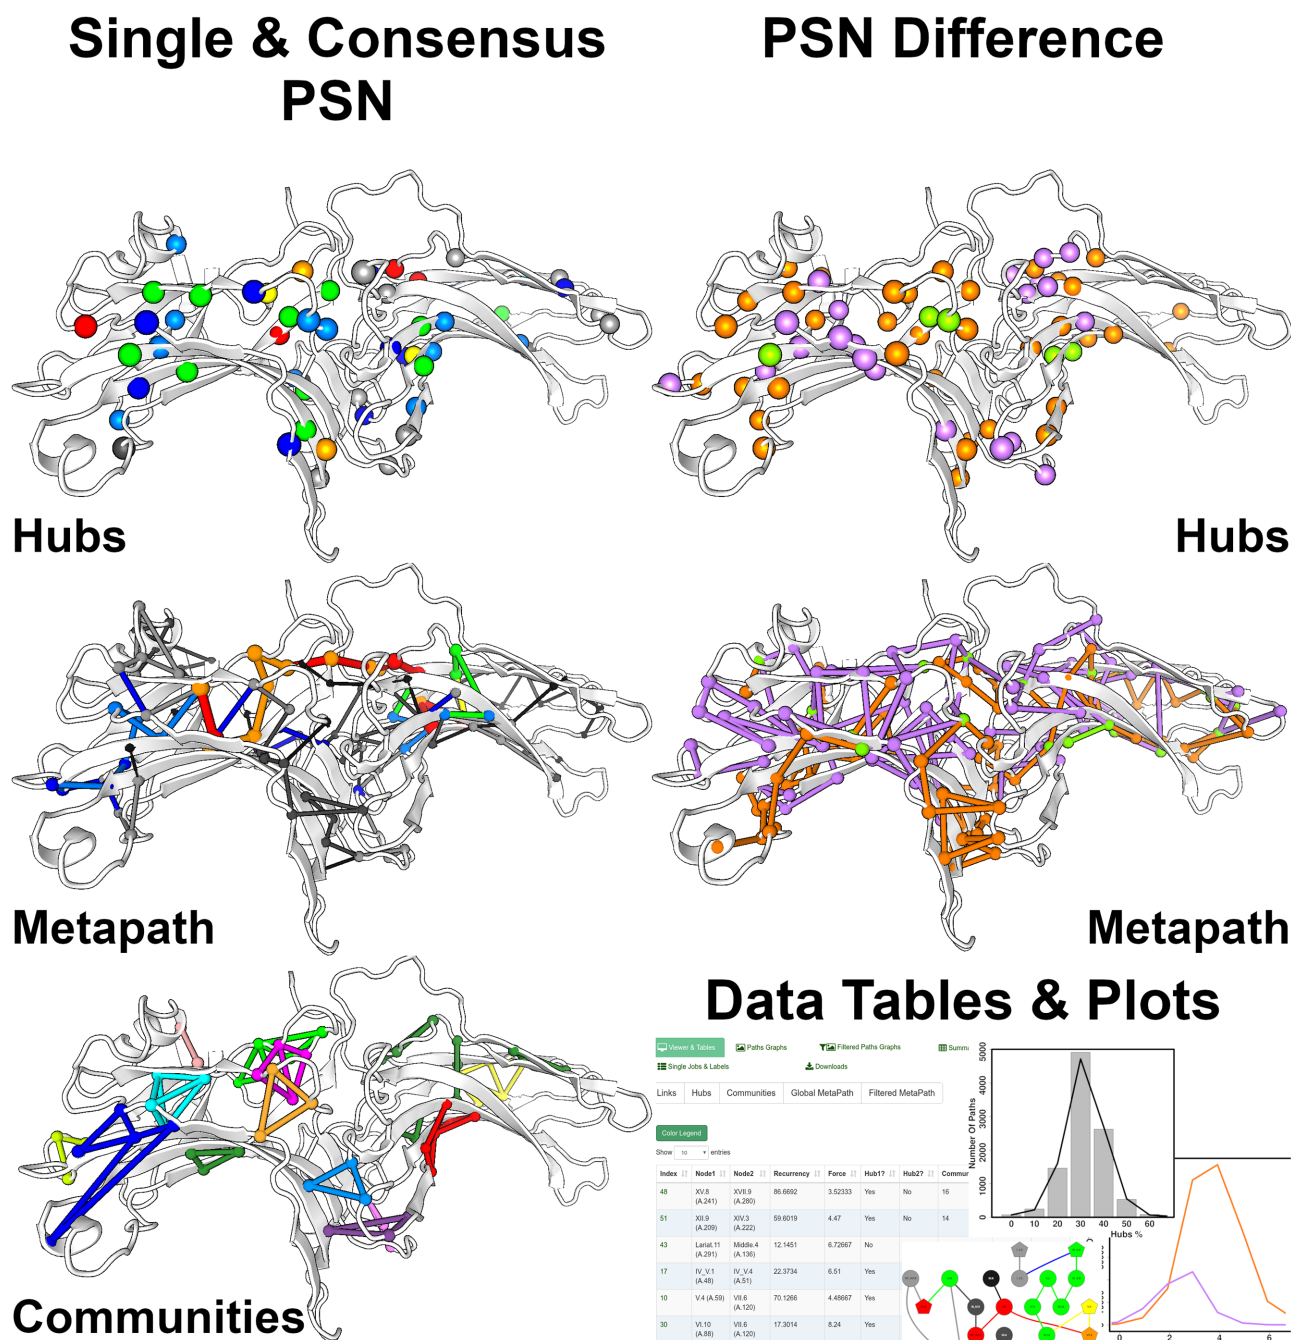 Single & Consensus
PSN
PSN Difference
Hubs
Hubs
Metapath
Metapath
Communities
Data Tables & Plots
Viewer & Tables
Paths Graphs
Filtered Paths Graphs
Single Jobs & Labels
Downloads
Links Hubs Communities Global MetaPath Filtered MetaPath
Color Legend
Show 10 entries
Index Node1 Node2 Recurrency Force Hub1? Hub2?
48 XV.8 (A.241) XVII.9 (A.280) 86.6692 3.52333 Yes No 16
51 XII.9 (A.209) XIV.3 (A.222) 59.6019 4.47 Yes No 14
43 Lariat.11 (A.291) Middle.4 (A.136) 12.1451 6.72667 No
17 IV_V.1 (A.48) IV_V.4 (A.51) 22.3734 6.51 Yes
10 V.4 (A.59) VII.6 (A.120) 70.1266 4.48667 Yes
30 VI.10 (A.88) VII.6 (A.120) 17.3014 8.24 Yes
Number Of Paths
5000
4000
3000
2000
1000
0
0 10 20 30 40 50 60
Hubs %
0 2 4 6